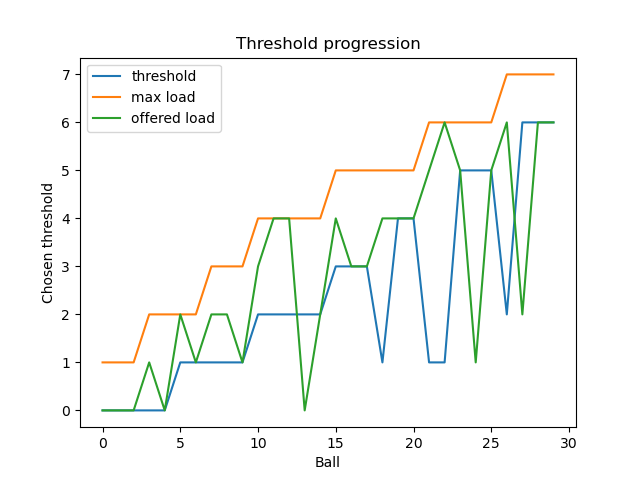 Threshold progression
threshold
max load
offered load
Chosen threshold
7
6
5
4
3
2
1
0
0 5 10 15 20 25 30
Ball